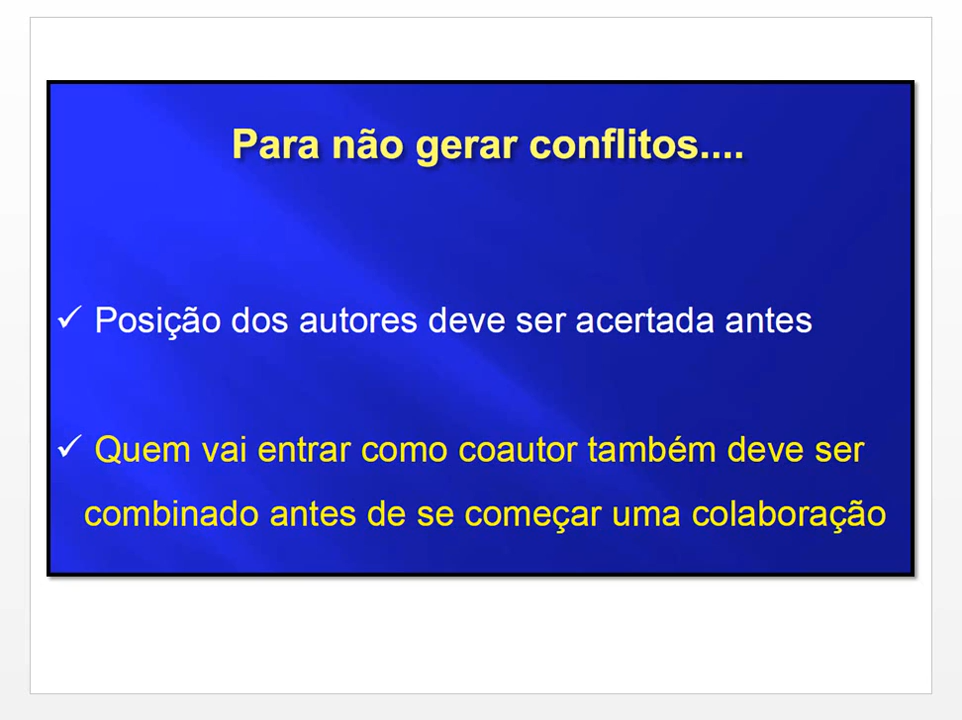 Para não gerar conflitos....
✓ Posição dos autores deve ser acertada antes
✓ Quem vai entrar como coautor também deve ser
combinado antes de se começar uma colaboração